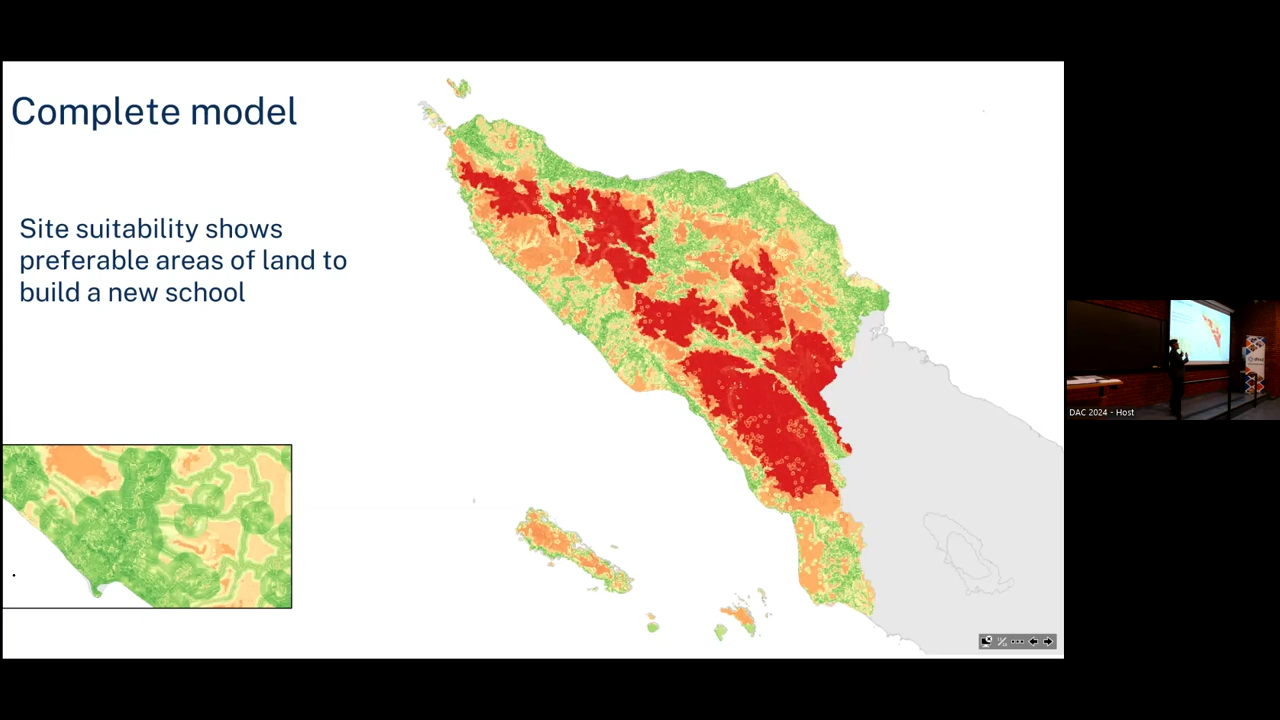 Complete model
Site suitability shows
preferable areas of land to
build a new school
DAC 2024 - Host